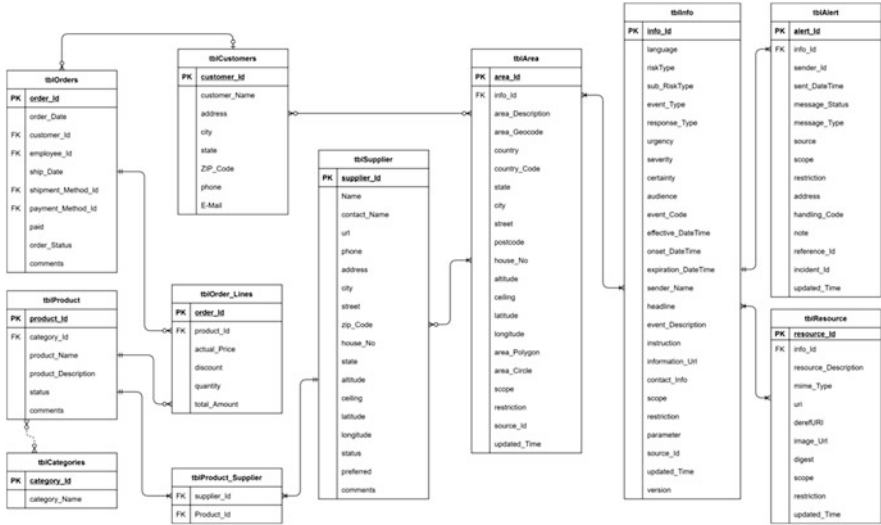 tblOrders
PK order_Id
order_Date
FK customer_Id
FK employee_Id
ship_Date
FK shipment_Method_Id
FK payment_Method_Id
paid
order_Status
comments
tblCustomers
PK customer_Id
customer_Name
address
city
state
ZIP_Code
phone
E-Mail
tblProduct
PK product_Id
FK category_Id
product_Name
product_Description
status
comments
tblCategories
PK category_Id
category_Name
tblOrder_Lines
PK order_Id
FK product_Id
actual_Price
discount
quantity
total_Amount
tblProduct_Supplier
FK supplier_Id
FK Product_Id
tblSupplier
PK supplier_Id
Name
contact_Name
url
phone
address
city
street
zip_Code
house_No
state
altitude
ceiling
latitude
longitude
status
preferred
comments
tblArea
PK area_Id
FK info_Id
area_Description
area_Geocode
country
country_Code
state
city
street
postcode
house_No
altitude
ceiling
latitude
longitude
area_Polygon
area_Circle
scope
restriction
source_Id
updated_Time
tblInfo
PK info_Id
language
riskType
sub_RiskType
event_Type
response_Type
urgency
severity
certainty
audience
event_Code
effective_DateTime
onset_DateTime
expiration_DateTime
sender_Name
headline
event_Description
instruction
information_Url
contact_Info
scope
restriction
parameter
source_Id
updated_Time
version
tblAlert
PK alert_Id
FK info_Id
sender_Id
sent_DateTime
message_Status
message_Type
source
scope
restriction
address
handling_Code
note
reference_Id
incident_Id
updated_Time
tblResource
PK resource_Id
FK info_Id
resource_Description
mime_Type
uri
derefURI
image_Url
digest
scope
restriction
updated_Time